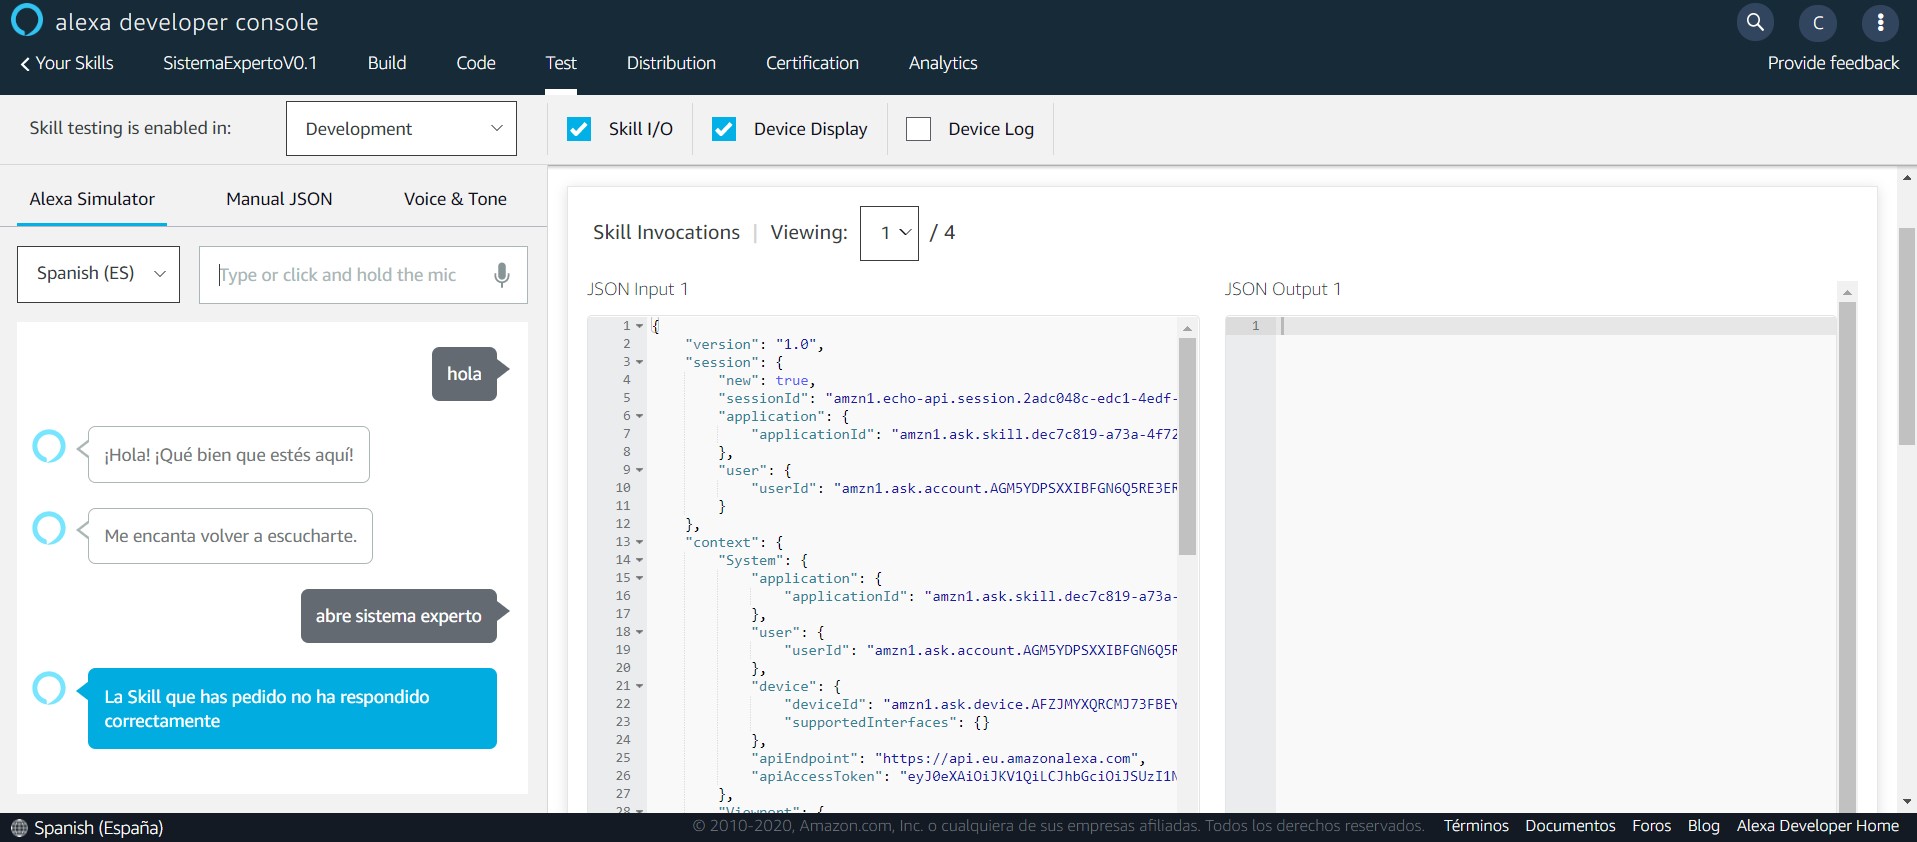 alexa developer console
C
Your Skills
SistemaExpertoV0.1
Build
Code
Test
Distribution
Certification
Analytics
Provide feedback
Skill testing is enabled in:
Development
Skill I/O
Device Display
Device Log
Alexa Simulator
Manual JSON
Voice & Tone
Spanish (ES)
Type or click and hold the mic
hola
¡Hola! ¡Qué bien que estés aquí!
Me encanta volver a escucharte.
abre sistema experto
La Skill que has pedido no ha respondido
correctamente
Skill Invocations | Viewing: 1 / 4
JSON Input 1
1 {
2 "version": "1.0",
3 "session": {
4 "new": true,
5 "sessionId": "amzn1.echo-api.session.2adc048c-edc1-4edf-
6 "application": {
7 "applicationId": "amzn1.ask.skill.dec7c819-a73a-4f72
8 },
9 "user": {
10 "userId": "amzn1.ask.account.AGM5YDPSXXIBFGN6Q5RE3ER
11 }
12 },
13 "context": {
14 "System": {
15 "application": {
16 "applicationId": "amzn1.ask.skill.dec7c819-a73a-
17 },
18 "user": {
19 "userId": "amzn1.ask.account.AGM5YDPSXXIBFGN6Q5R
20 },
21 "device": {
22 "deviceId": "amzn1.ask.device.AFZJMYXQRCMJ73FBEY
23 "supportedInterfaces": {}
24 },
25 "apiEndpoint": "https://api.eu.amazonalexa.com",
26 "apiAccessToken": "eyJ0eXAiOiJKV1QiLCJhbGciOiJSUzI1N
27 },
28 "Viewport": {
JSON Output 1
1
Spanish (España)
© 2010-2020, Amazon.com, Inc. o cualquiera de sus empresas afiliadas. Todos los derechos reservados.
Términos
Documentos
Foros
Blog
Alexa Developer Home